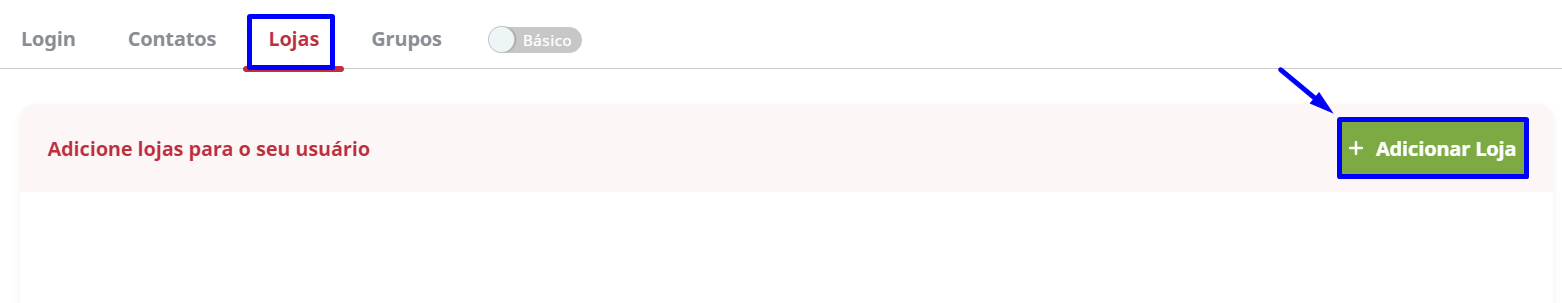 Login Contatos Lojas Grupos Básico
Adicione lojas para o seu usuário + Adicionar Loja